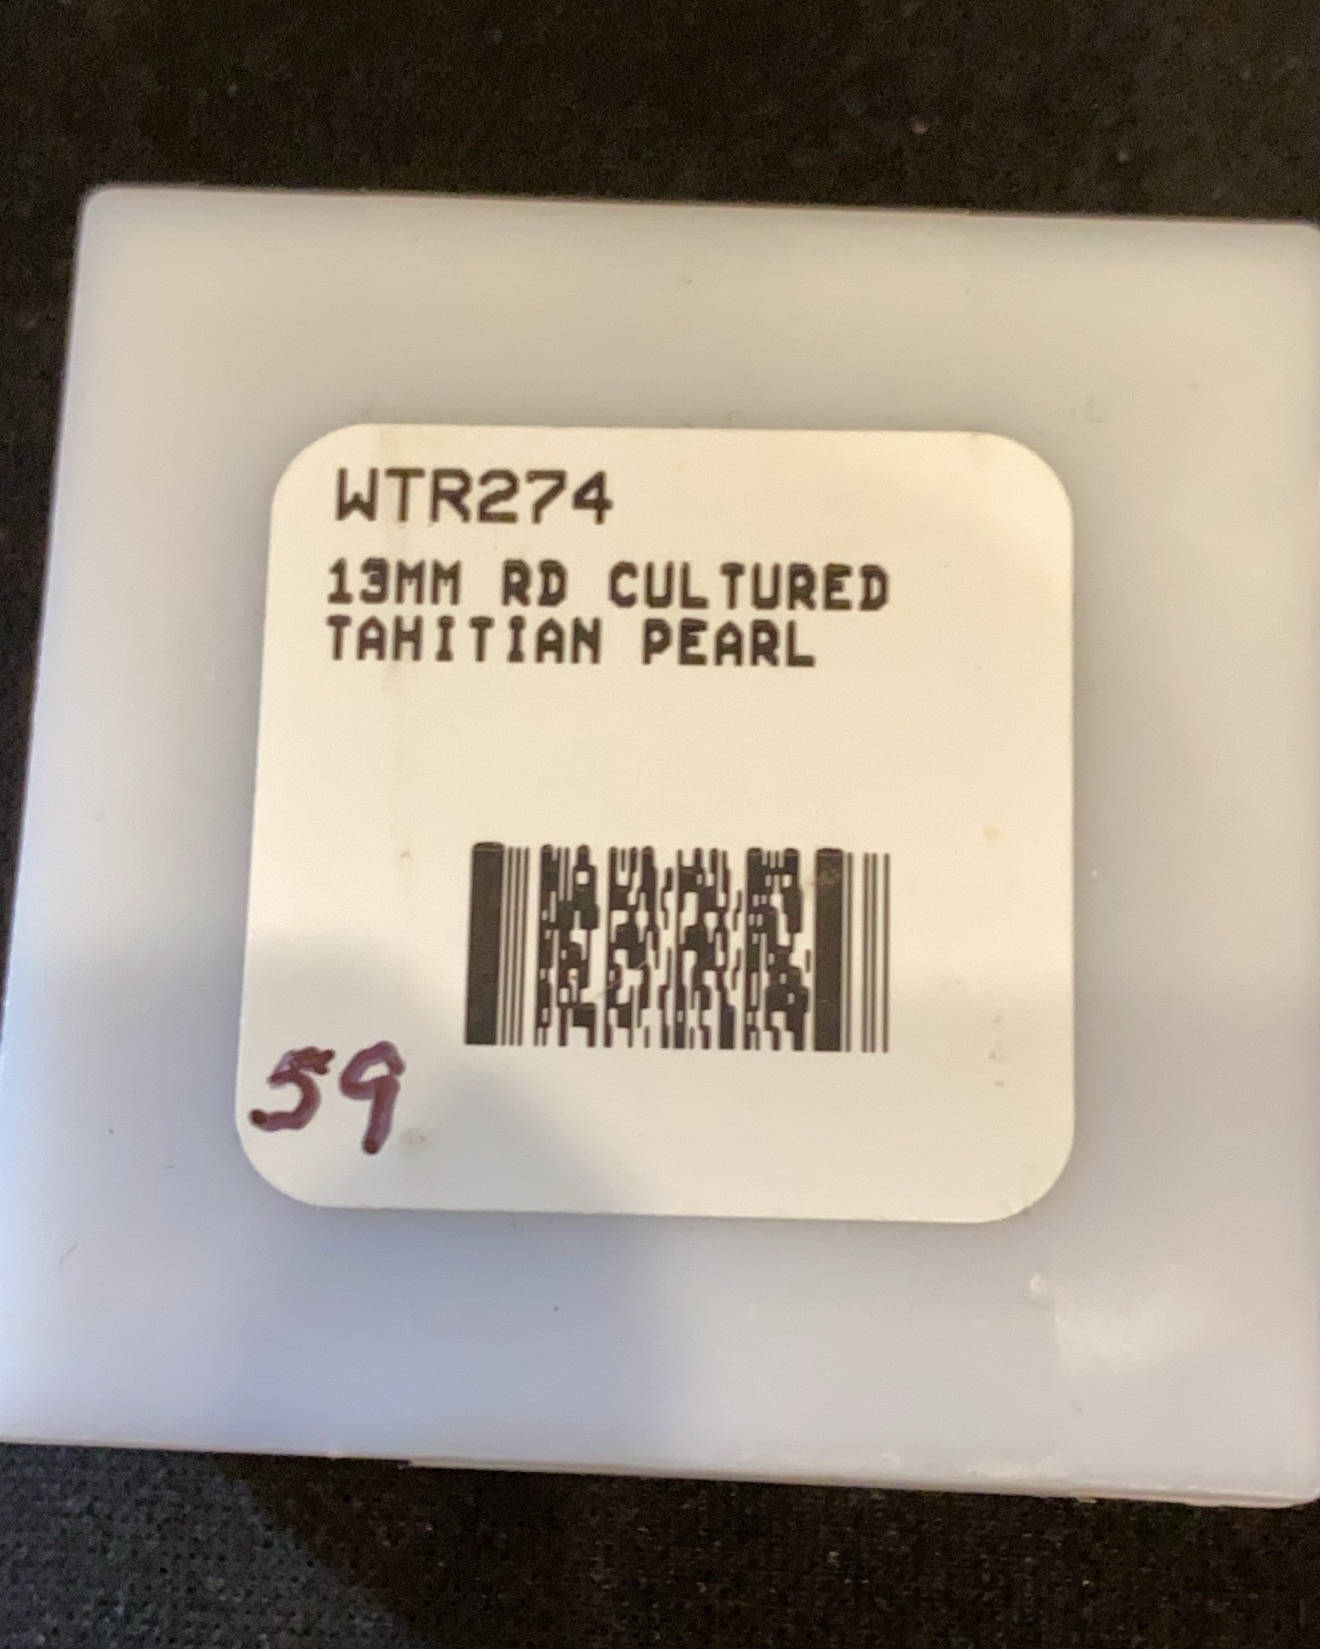 WTR274
13MM RD CULTURED
TAHITIAN PEARL
59